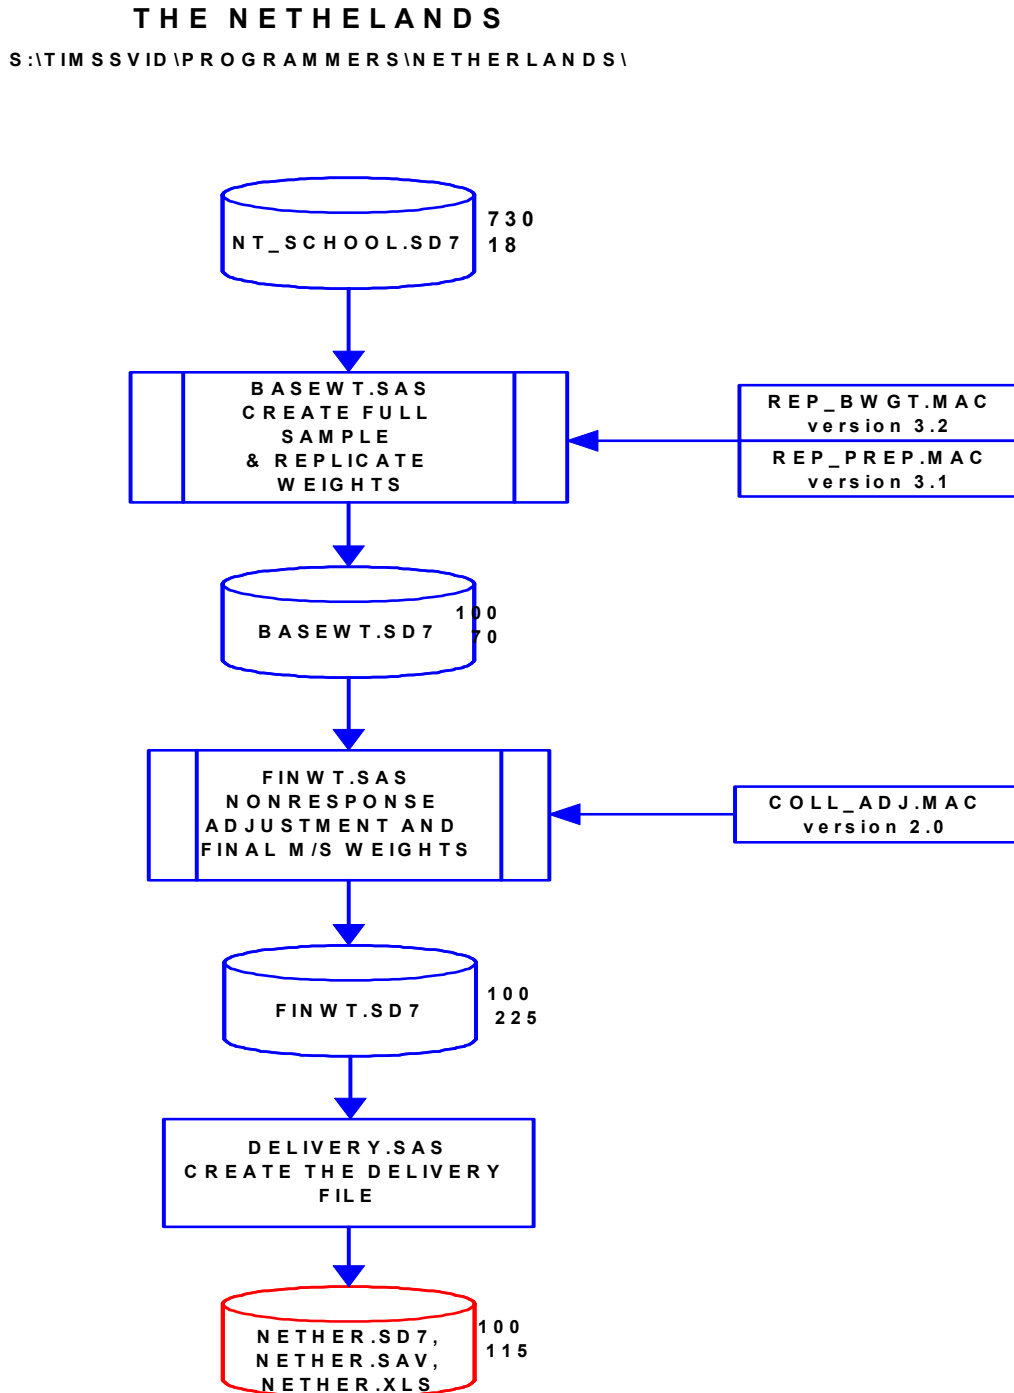 THE NETHELANDS
S:\TIMSSVID\PROGRAMMERS\NETHERLANDS\
NT_SCHOOL.SD7
730
18
BASEWT.SAS
CREATE FULL
SAMPLE
& REPLICATE
WEIGHTS
REP_BWGT.MAC
version 3.2
REP_PREP.MAC
version 3.1
BASEWT.SD7
100
70
FINWT.SAS
NONRESPONSE
ADJUSTMENT AND
FINAL M/S WEIGHTS
COLL_ADJ.MAC
version 2.0
FINWT.SD7
100
225
DELIVERY.SAS
CREATE THE DELIVERY
FILE
NETHER.SD7,
NETHER.SAV,
NETHER.XLS
100
115